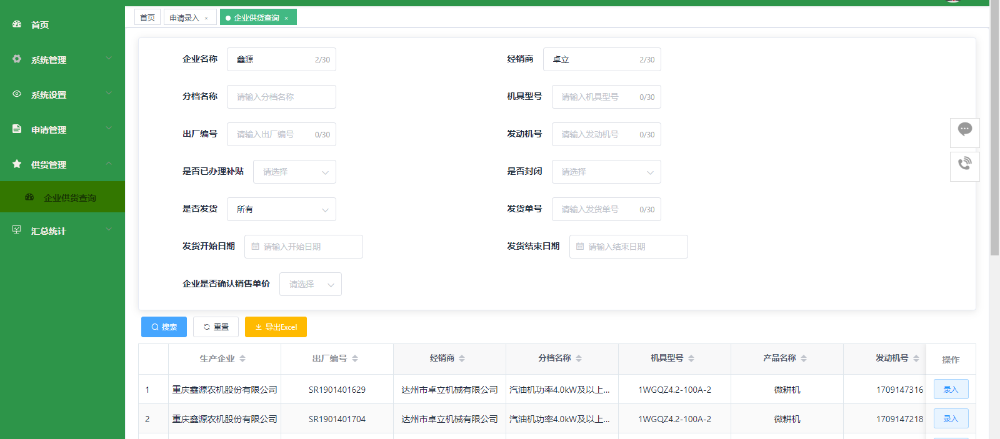 首页
系统管理
系统设置
申请管理
供货管理
企业供货查询
汇总统计
首页 申请录入 × 企业供货查询 ×
企业名称 鑫源 2/30 经销商 卓立 2/30
分档名称 请输入分档名称 机具型号 请输入机具型号 0/30
出厂编号 请输入出厂编号 0/30 发动机号 请输入发动机号 0/30
是否已办理补贴 请选择 是否封闭 请选择
是否发货 所有 发货单号 请输入发货单号 0/30
发货开始日期 请输入开始日期 发货结束日期 请输入结束日期
企业是否确认销售单价 请选择
搜索 重置 导出Excel
生产企业 出厂编号 经销商 分档名称 机具型号 产品名称 发动机号 操作
1 重庆鑫源农机股份有限公司 SR1901401629 达州市卓立机械有限公司 汽油机功率4.0kW及以上... 1WGQZ4.2-100A-2 微耕机 1709147316 录入
2 重庆鑫源农机股份有限公司 SR1901401704 达州市卓立机械有限公司 汽油机功率4.0kW及以上... 1WGQZ4.2-100A-2 微耕机 1709147218 录入